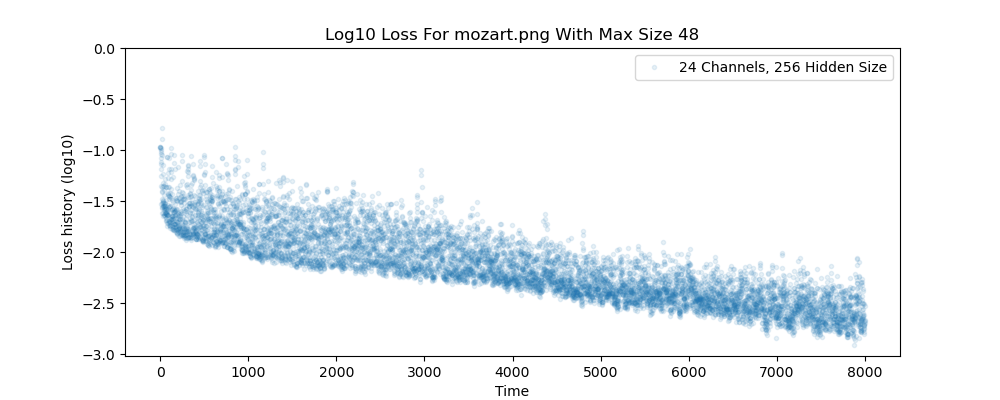 Log10 Loss For mozart.png With Max Size 48
24 Channels, 256 Hidden Size
Loss history (log10)
0.0
−0.5
−1.0
−1.5
−2.0
−2.5
−3.0
0 1000 2000 3000 4000 5000 6000 7000 8000
Time